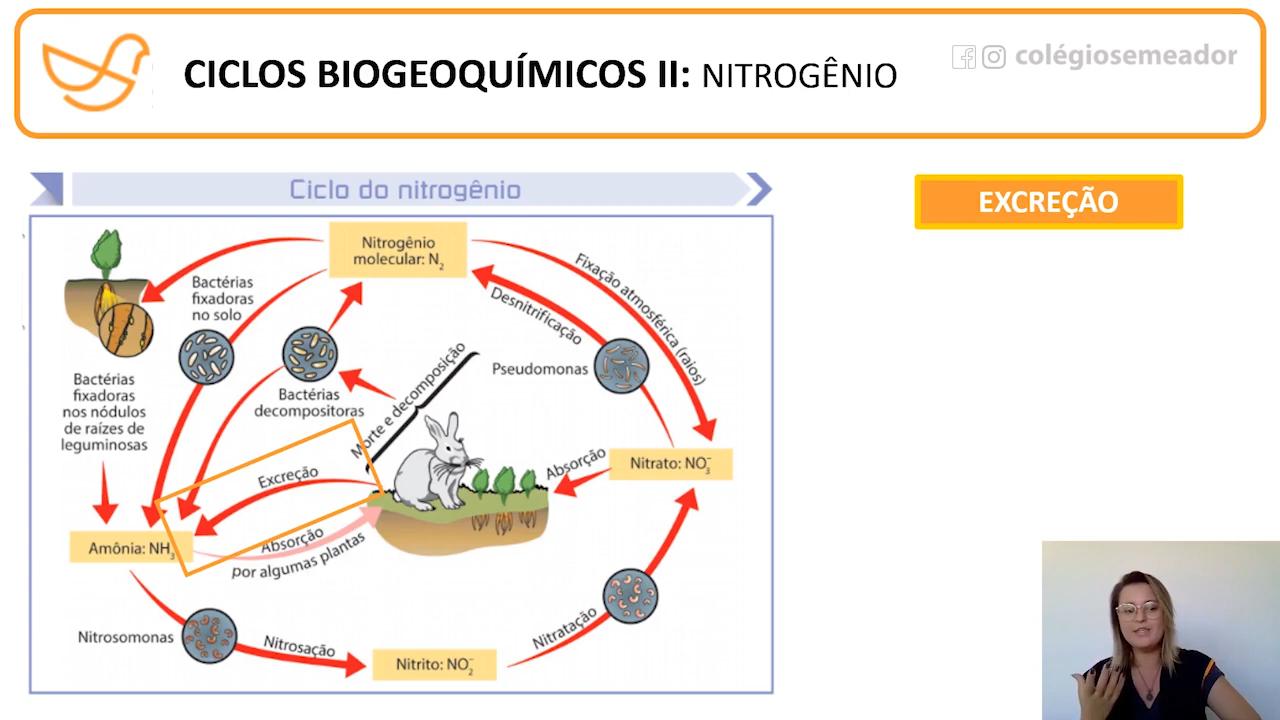 CICLOS BIOGEOQUÍMICOS II: NITROGÊNIO
colégiosemeador
Ciclo do nitrogênio
EXCREÇÃO
Nitrogênio
molecular: N₂
Fixação atmosférica (raios)
Bactérias
fixadoras
no solo
Desnitrificação
Pseudomonas
Bactérias
decompositoras
Morte e decomposição
Bactérias
fixadoras
nos nódulos
de raízes de
leguminosas
Excreção
Absorção
Nitrato: NO₃⁻
Amônia: NH₃
Absorção
por algumas plantas
Nitrosomonas
Nitrosação
Nitrito: NO₂⁻
Nitratação